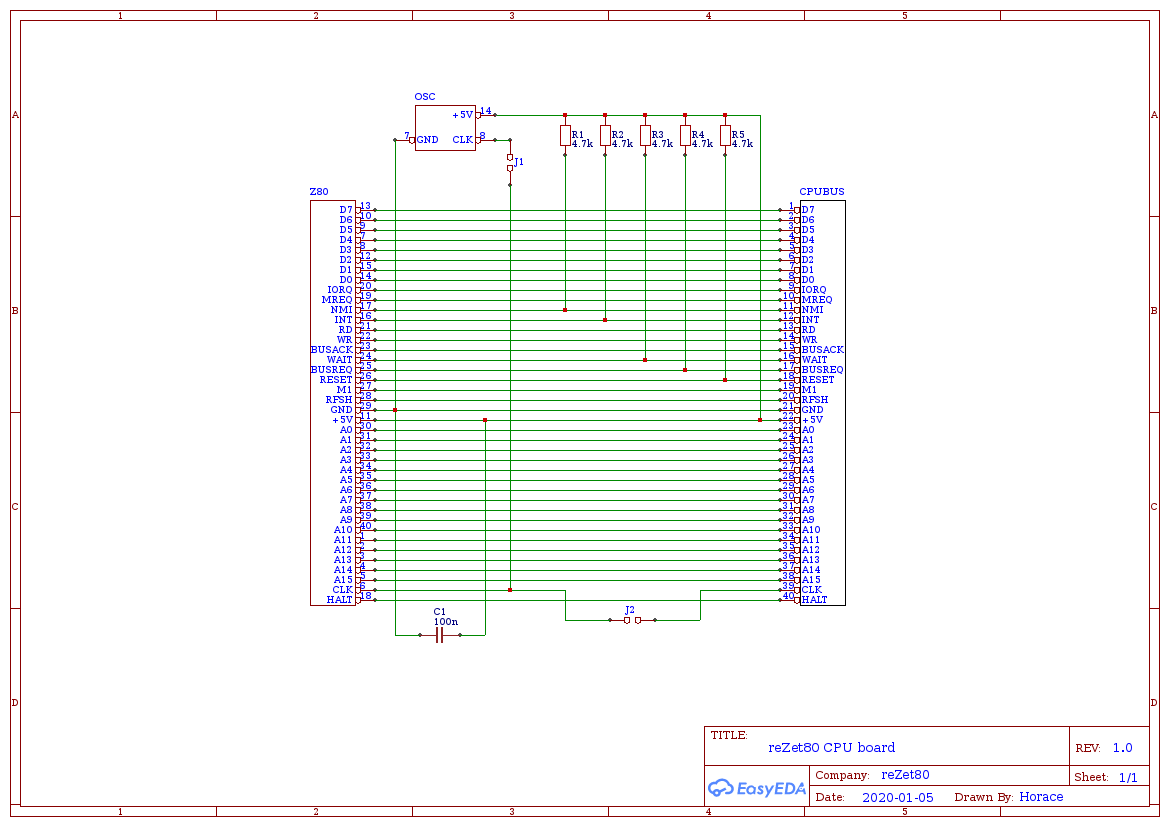 1 2 3 4 5
A A
B B
C C
D D
OSC
+5V 14
7 GND CLK 8
J1
R1 R2 R3 R4 R5
4.7k 4.7k 4.7k 4.7k 4.7k
Z80 CPUBUS
D7 13 1 D7
D6 10 2 D6
D5 9 3 D5
D4 7 4 D4
D3 8 5 D3
D2 12 6 D2
D1 15 7 D1
D0 14 8 D0
IORQ 20 9 IORQ
MREQ 19 10 MREQ
NMI 17 11 NMI
INT 16 12 INT
RD 21 13 RD
WR 22 14 WR
BUSACK 23 15 BUSACK
WAIT 24 16 WAIT
BUSREQ 25 17 BUSREQ
RESET 26 18 RESET
M1 27 19 M1
RFSH 28 20 RFSH
GND 29 21 GND
+5V 11 22 +5V
A0 30 23 A0
A1 31 24 A1
A2 32 25 A2
A3 33 26 A3
A4 34 27 A4
A5 35 28 A5
A6 36 29 A6
A7 37 30 A7
A8 38 31 A8
A9 39 32 A9
A10 40 33 A10
A11 1 34 A11
A12 2 35 A12
A13 3 36 A13
A14 4 37 A14
A15 5 38 A15
CLK 6 39 CLK
HALT 18 40 HALT
C1
100n
J2
TITLE:
reZet80 CPU board
REV: 1.0
EasyEDA
Company: reZet80
Sheet: 1/1
Date: 2020-01-05 Drawn By: Horace
1 2 3 4 5